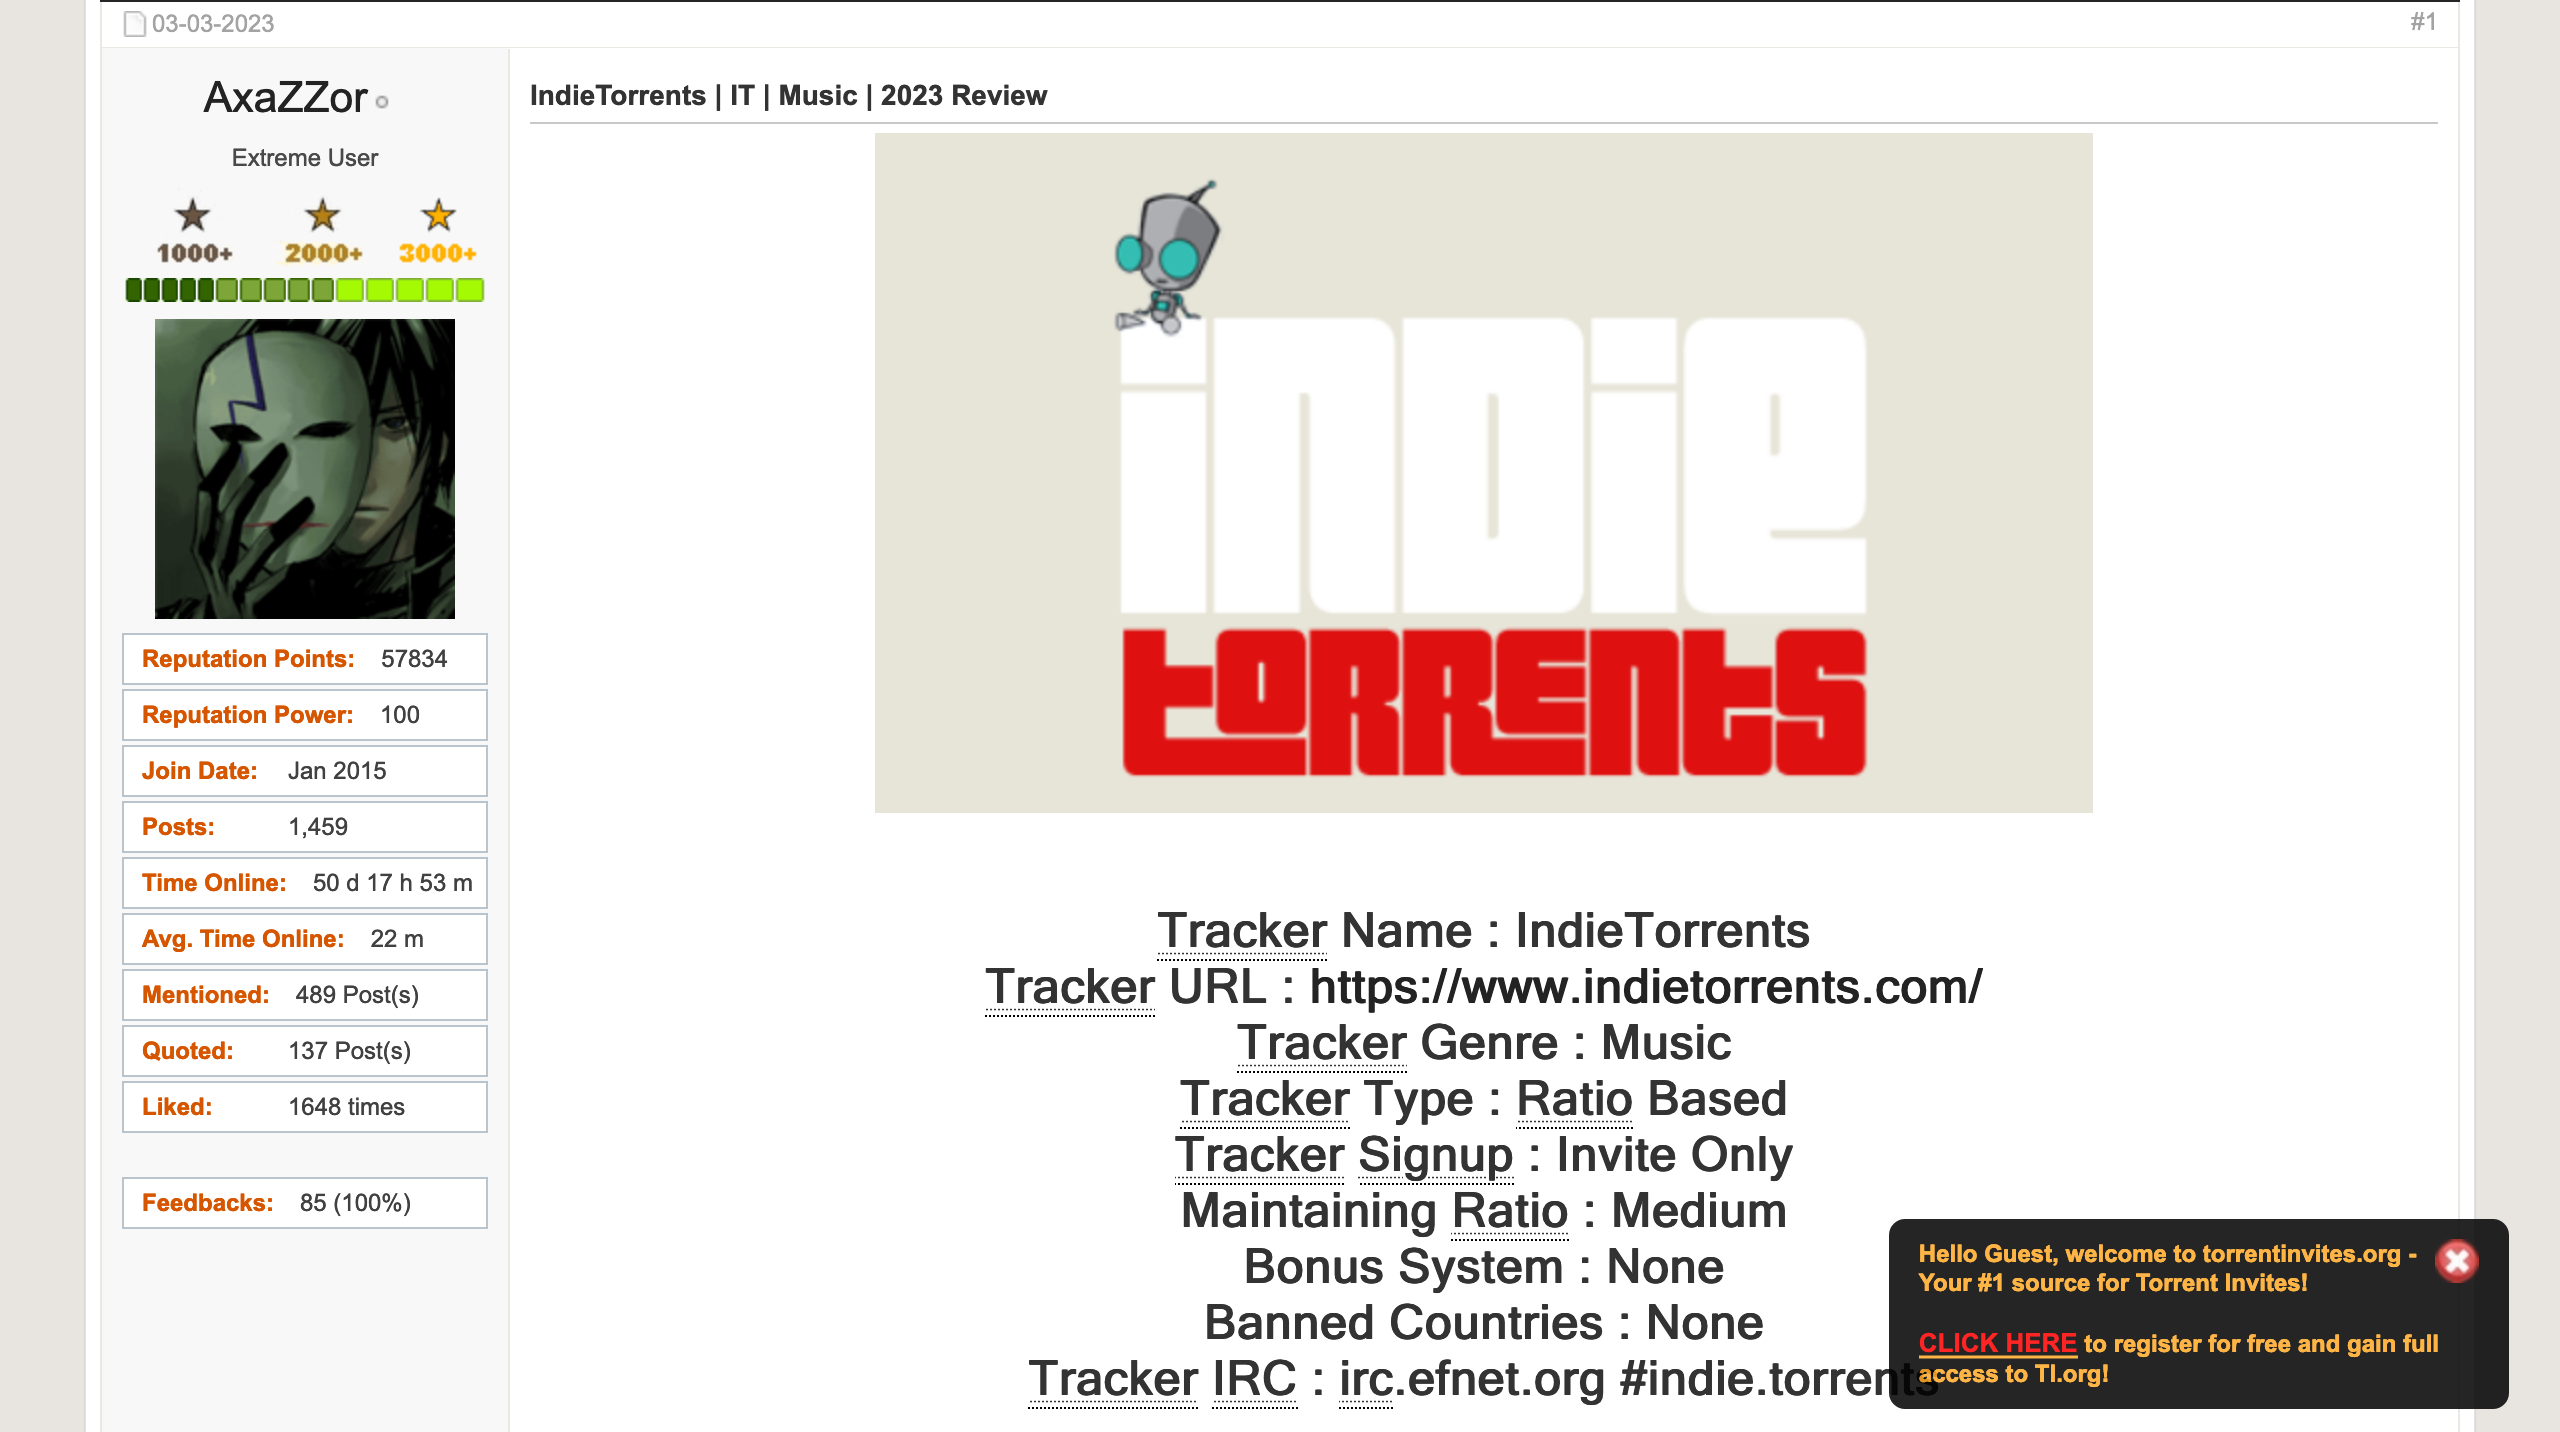 03-03-2023
#1
AxaZZor
Extreme User
1000+ 2000+ 3000+
Reputation Points: 57834
Reputation Power: 100
Join Date: Jan 2015
Posts: 1,459
Time Online: 50 d 17 h 53 m
Avg. Time Online: 22 m
Mentioned: 489 Post(s)
Quoted: 137 Post(s)
Liked: 1648 times
Feedbacks: 85 (100%)
IndieTorrents | IT | Music | 2023 Review
indie
torrents
Tracker Name : IndieTorrents
Tracker URL : https://www.indietorrents.com/
Tracker Genre : Music
Tracker Type : Ratio Based
Tracker Signup : Invite Only
Maintaining Ratio : Medium
Bonus System : None
Banned Countries : None
Tracker IRC : irc.efnet.org #indie.torrents
Hello Guest, welcome to torrentinvites.org -
Your #1 source for Torrent Invites!
CLICK HERE to register for free and gain full
access to TI.org!